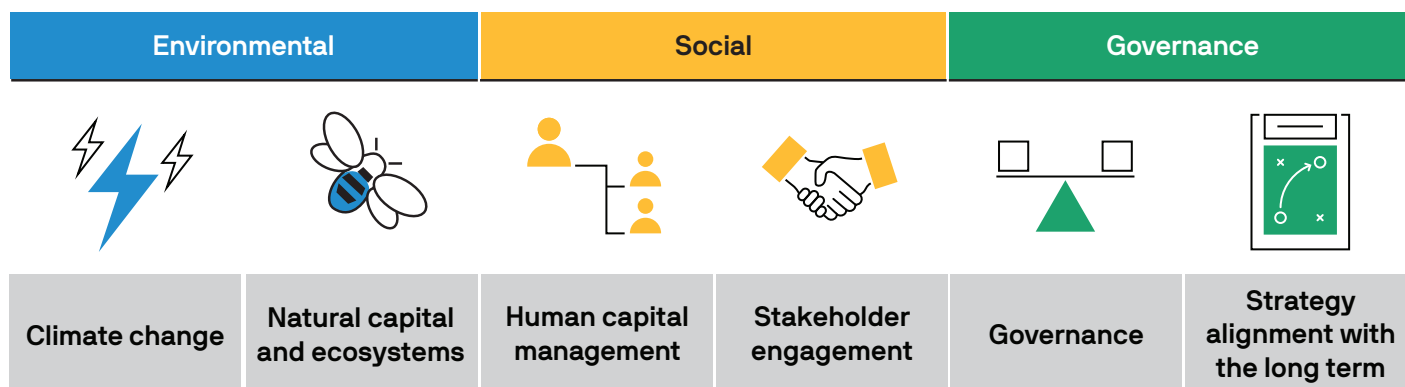 Environmental
Social
Governance
Climate change
Natural capital
and ecosystems
Human capital
management
Stakeholder
engagement
Governance
Strategy
alignment with
the long term